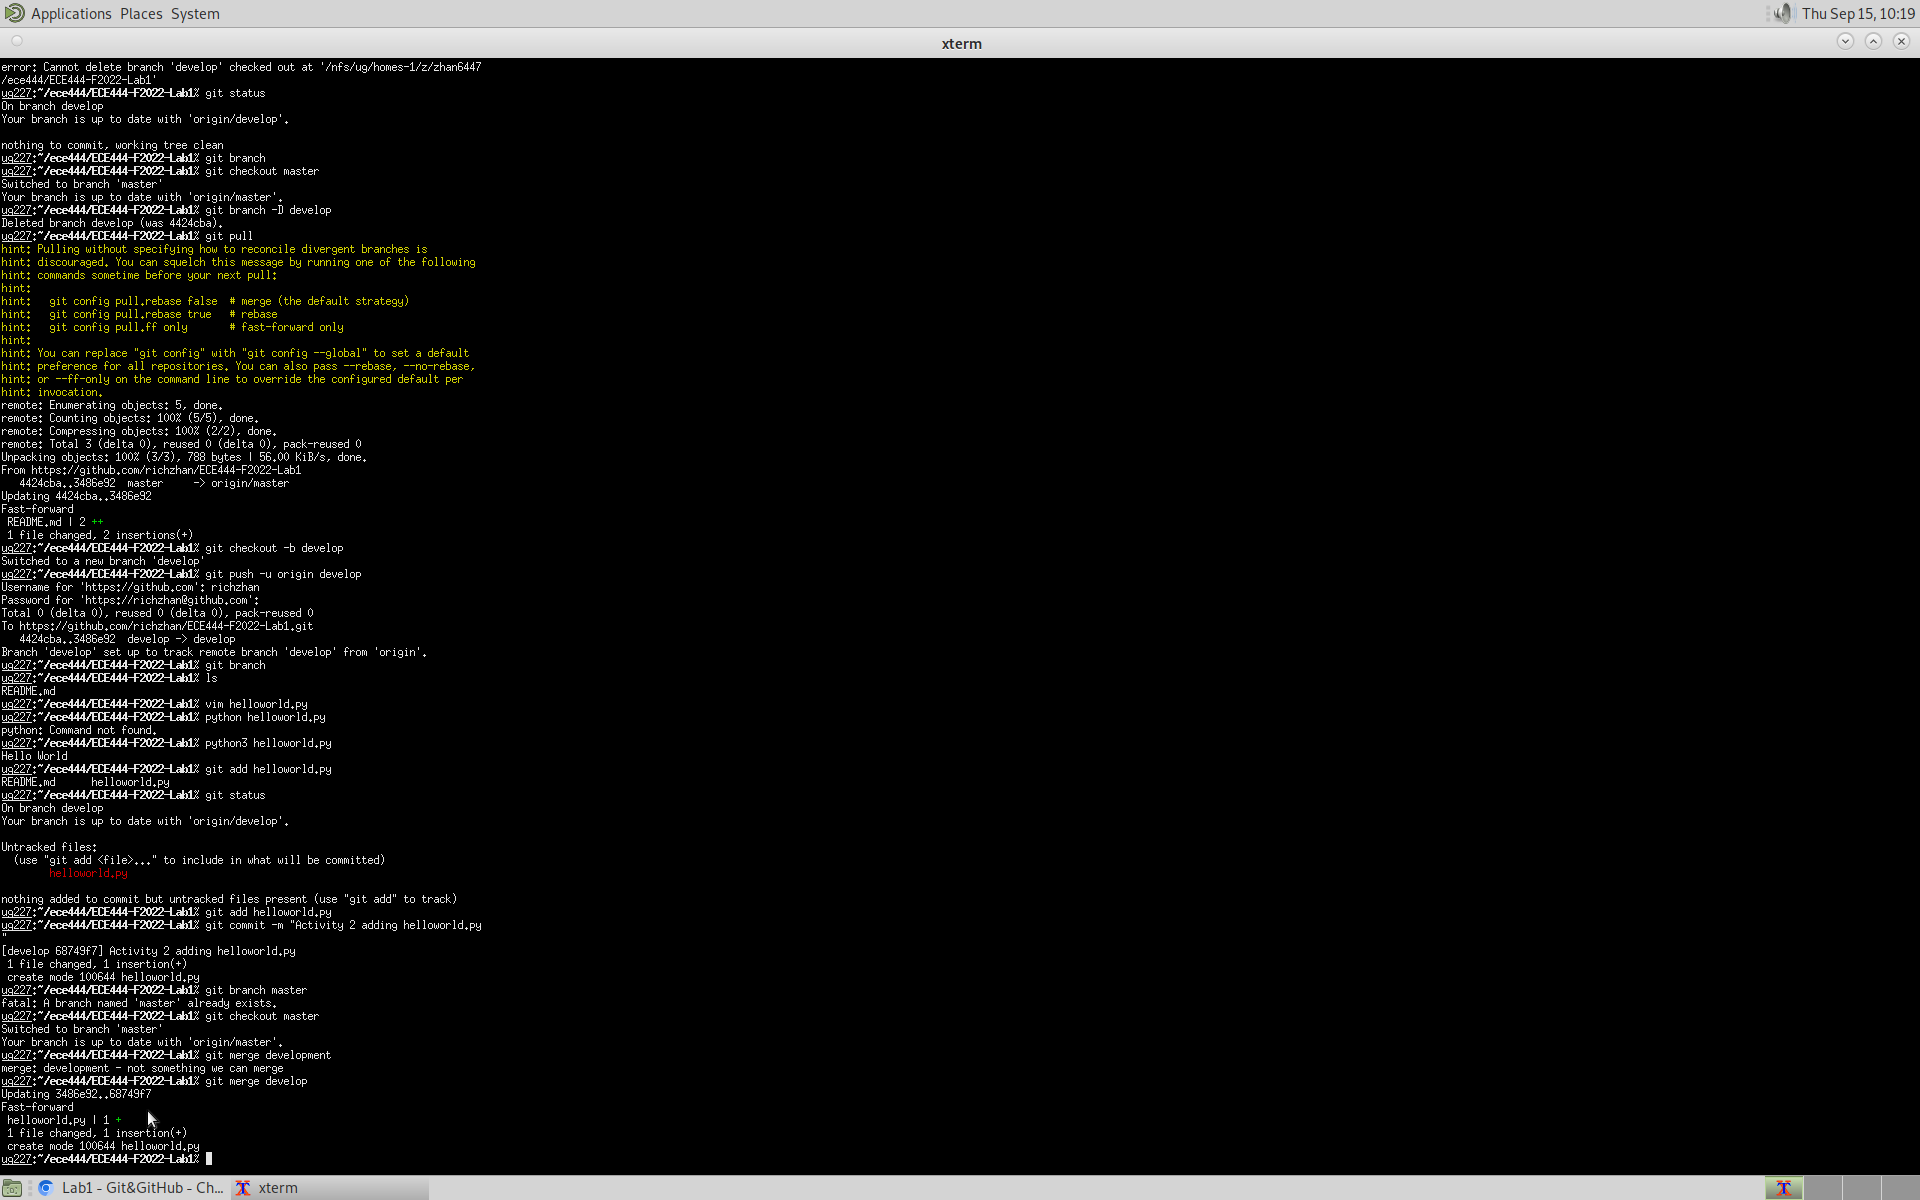 Applications Places System
Thu Sep 15, 10:19
xterm
error: Cannot delete branch 'develop' checked out at '/nfs/ug/homes-1/z/zhan6447
/ece444/ECE444-F2022-Lab1'
ug227:~/ece444/ECE444-F2022-Lab1% git status
On branch develop
Your branch is up to date with 'origin/develop'.
nothing to commit, working tree clean
ug227:~/ece444/ECE444-F2022-Lab1% git branch
ug227:~/ece444/ECE444-F2022-Lab1% git checkout master
Switched to branch 'master'
Your branch is up to date with 'origin/master'.
ug227:~/ece444/ECE444-F2022-Lab1% git branch -D develop
Deleted branch develop (was 4424cba).
ug227:~/ece444/ECE444-F2022-Lab1% git pull
hint: Pulling without specifying how to reconcile divergent branches is
hint: discouraged. You can squelch this message by running one of the following
hint: commands sometime before your next pull:
hint:
hint:   git config pull.rebase false  # merge (the default strategy)
hint:   git config pull.rebase true   # rebase
hint:   git config pull.ff only       # fast-forward only
hint:
hint: You can replace "git config" with "git config --global" to set a default
hint: preference for all repositories. You can also pass --rebase, --no-rebase,
hint: or --ff-only on the command line to override the configured default per
hint: invocation.
remote: Enumerating objects: 5, done.
remote: Counting objects: 100% (5/5), done.
remote: Compressing objects: 100% (2/2), done.
remote: Total 3 (delta 0), reused 0 (delta 0), pack-reused 0
Unpacking objects: 100% (3/3), 788 bytes | 56.00 KiB/s, done.
From https://github.com/richzhan/ECE444-F2022-Lab1
   4424cba..3486e92  master     -> origin/master
Updating 4424cba..3486e92
Fast-forward
 README.md | 2 ++
 1 file changed, 2 insertions(+)
ug227:~/ece444/ECE444-F2022-Lab1% git checkout -b develop
Switched to a new branch 'develop'
ug227:~/ece444/ECE444-F2022-Lab1% git push -u origin develop
Username for 'https://github.com': richzhan
Password for 'https://richzhan@github.com':
Total 0 (delta 0), reused 0 (delta 0), pack-reused 0
To https://github.com/richzhan/ECE444-F2022-Lab1.git
   4424cba..3486e92  develop -> develop
Branch 'develop' set up to track remote branch 'develop' from 'origin'.
ug227:~/ece444/ECE444-F2022-Lab1% git branch
ug227:~/ece444/ECE444-F2022-Lab1% ls
README.md
ug227:~/ece444/ECE444-F2022-Lab1% vim helloworld.py
ug227:~/ece444/ECE444-F2022-Lab1% python helloworld.py
python: Command not found.
ug227:~/ece444/ECE444-F2022-Lab1% python3 helloworld.py
Hello World
ug227:~/ece444/ECE444-F2022-Lab1% git add helloworld.py
README.md      helloworld.py
ug227:~/ece444/ECE444-F2022-Lab1% git status
On branch develop
Your branch is up to date with 'origin/develop'.
Untracked files:
  (use "git add <file>..." to include in what will be committed)
        helloworld.py
nothing added to commit but untracked files present (use "git add" to track)
ug227:~/ece444/ECE444-F2022-Lab1% git add helloworld.py
ug227:~/ece444/ECE444-F2022-Lab1% git commit -m "Activity 2 adding helloworld.py
"
[develop 68749f7] Activity 2 adding helloworld.py
 1 file changed, 1 insertion(+)
 create mode 100644 helloworld.py
ug227:~/ece444/ECE444-F2022-Lab1% git branch master
fatal: A branch named 'master' already exists.
ug227:~/ece444/ECE444-F2022-Lab1% git checkout master
Switched to branch 'master'
Your branch is up to date with 'origin/master'.
ug227:~/ece444/ECE444-F2022-Lab1% git merge development
merge: development - not something we can merge
ug227:~/ece444/ECE444-F2022-Lab1% git merge develop
Updating 3486e92..68749f7
Fast-forward
 helloworld.py | 1 +
 1 file changed, 1 insertion(+)
 create mode 100644 helloworld.py
ug227:~/ece444/ECE444-F2022-Lab1%
Lab1 - Git&GitHub - Ch...
xterm